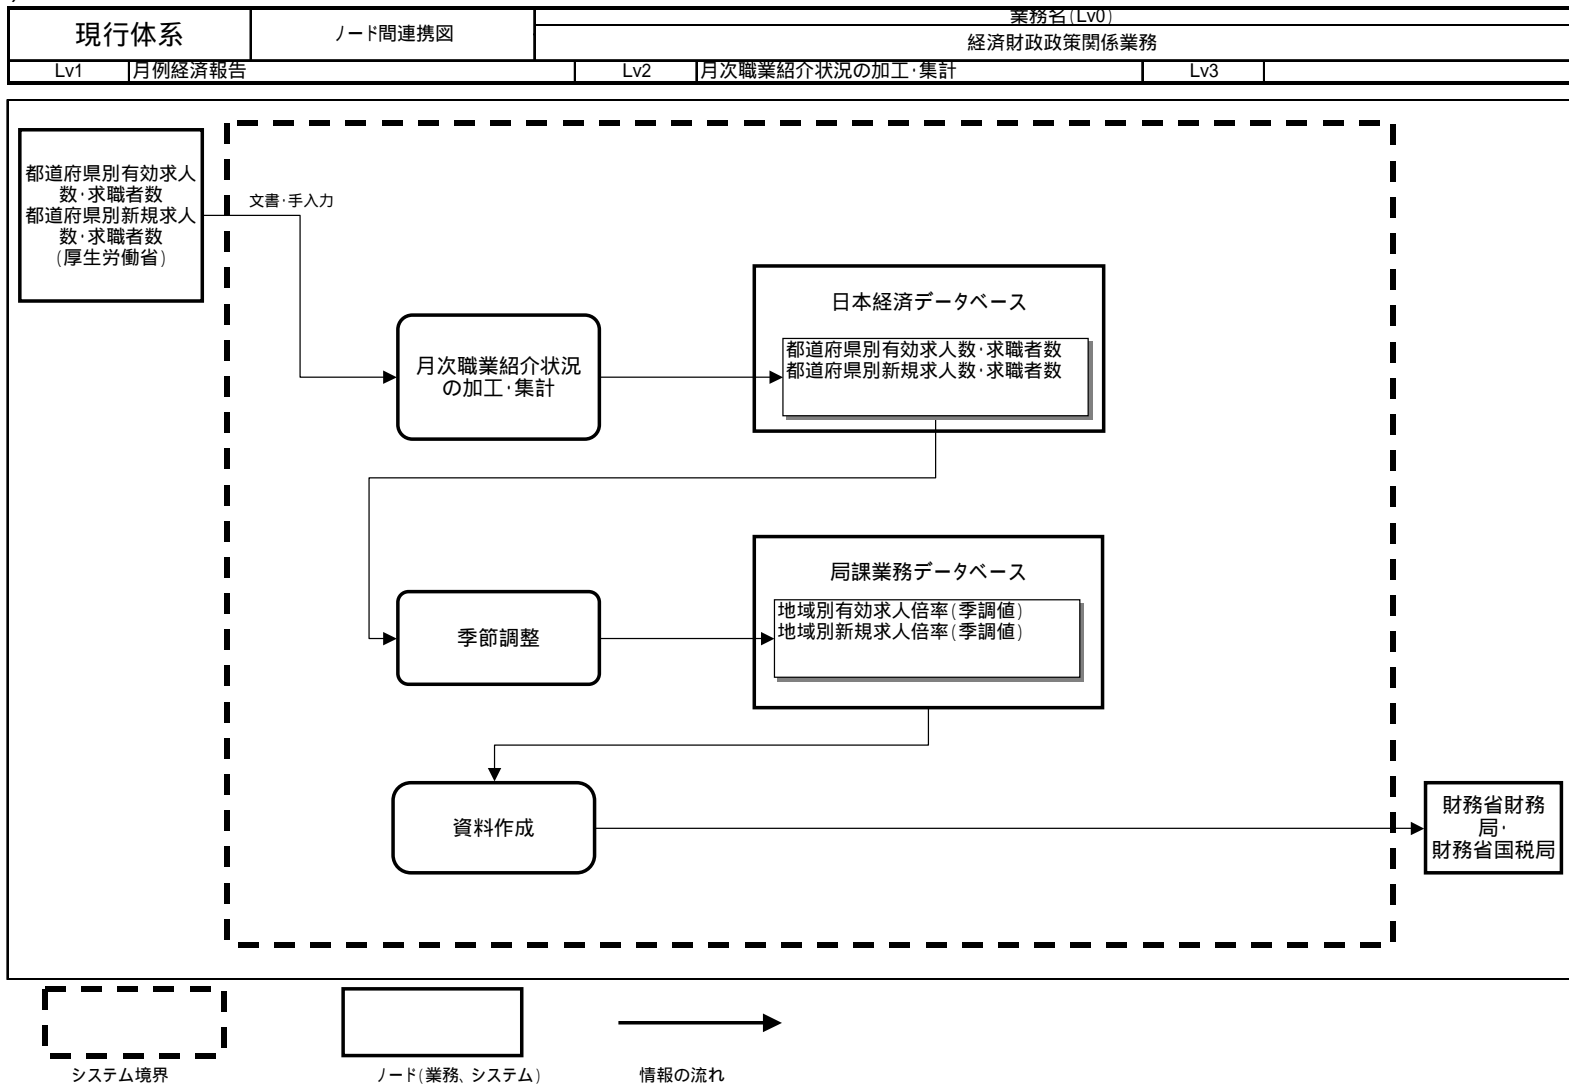 現行体系
ノード間連携図
業務名(Lv0)
経済財政政策関係業務
Lv1
月例経済報告
Lv2
月次職業紹介状況の加工・集計
Lv3
都道府県別有効求人
数・求職者数
都道府県別新規求人
数・求職者数
(厚生労働省)
文書・手入力
月次職業紹介状況
の加工・集計
日本経済データベース
都道府県別有効求人数・求職者数
都道府県別新規求人数・求職者数
季節調整
局課業務データベース
地域別有効求人倍率(季調値)
地域別新規求人倍率(季調値)
資料作成
財務省財務
局・
財務省国税局
システム境界
ノード(業務、システム)
情報の流れ